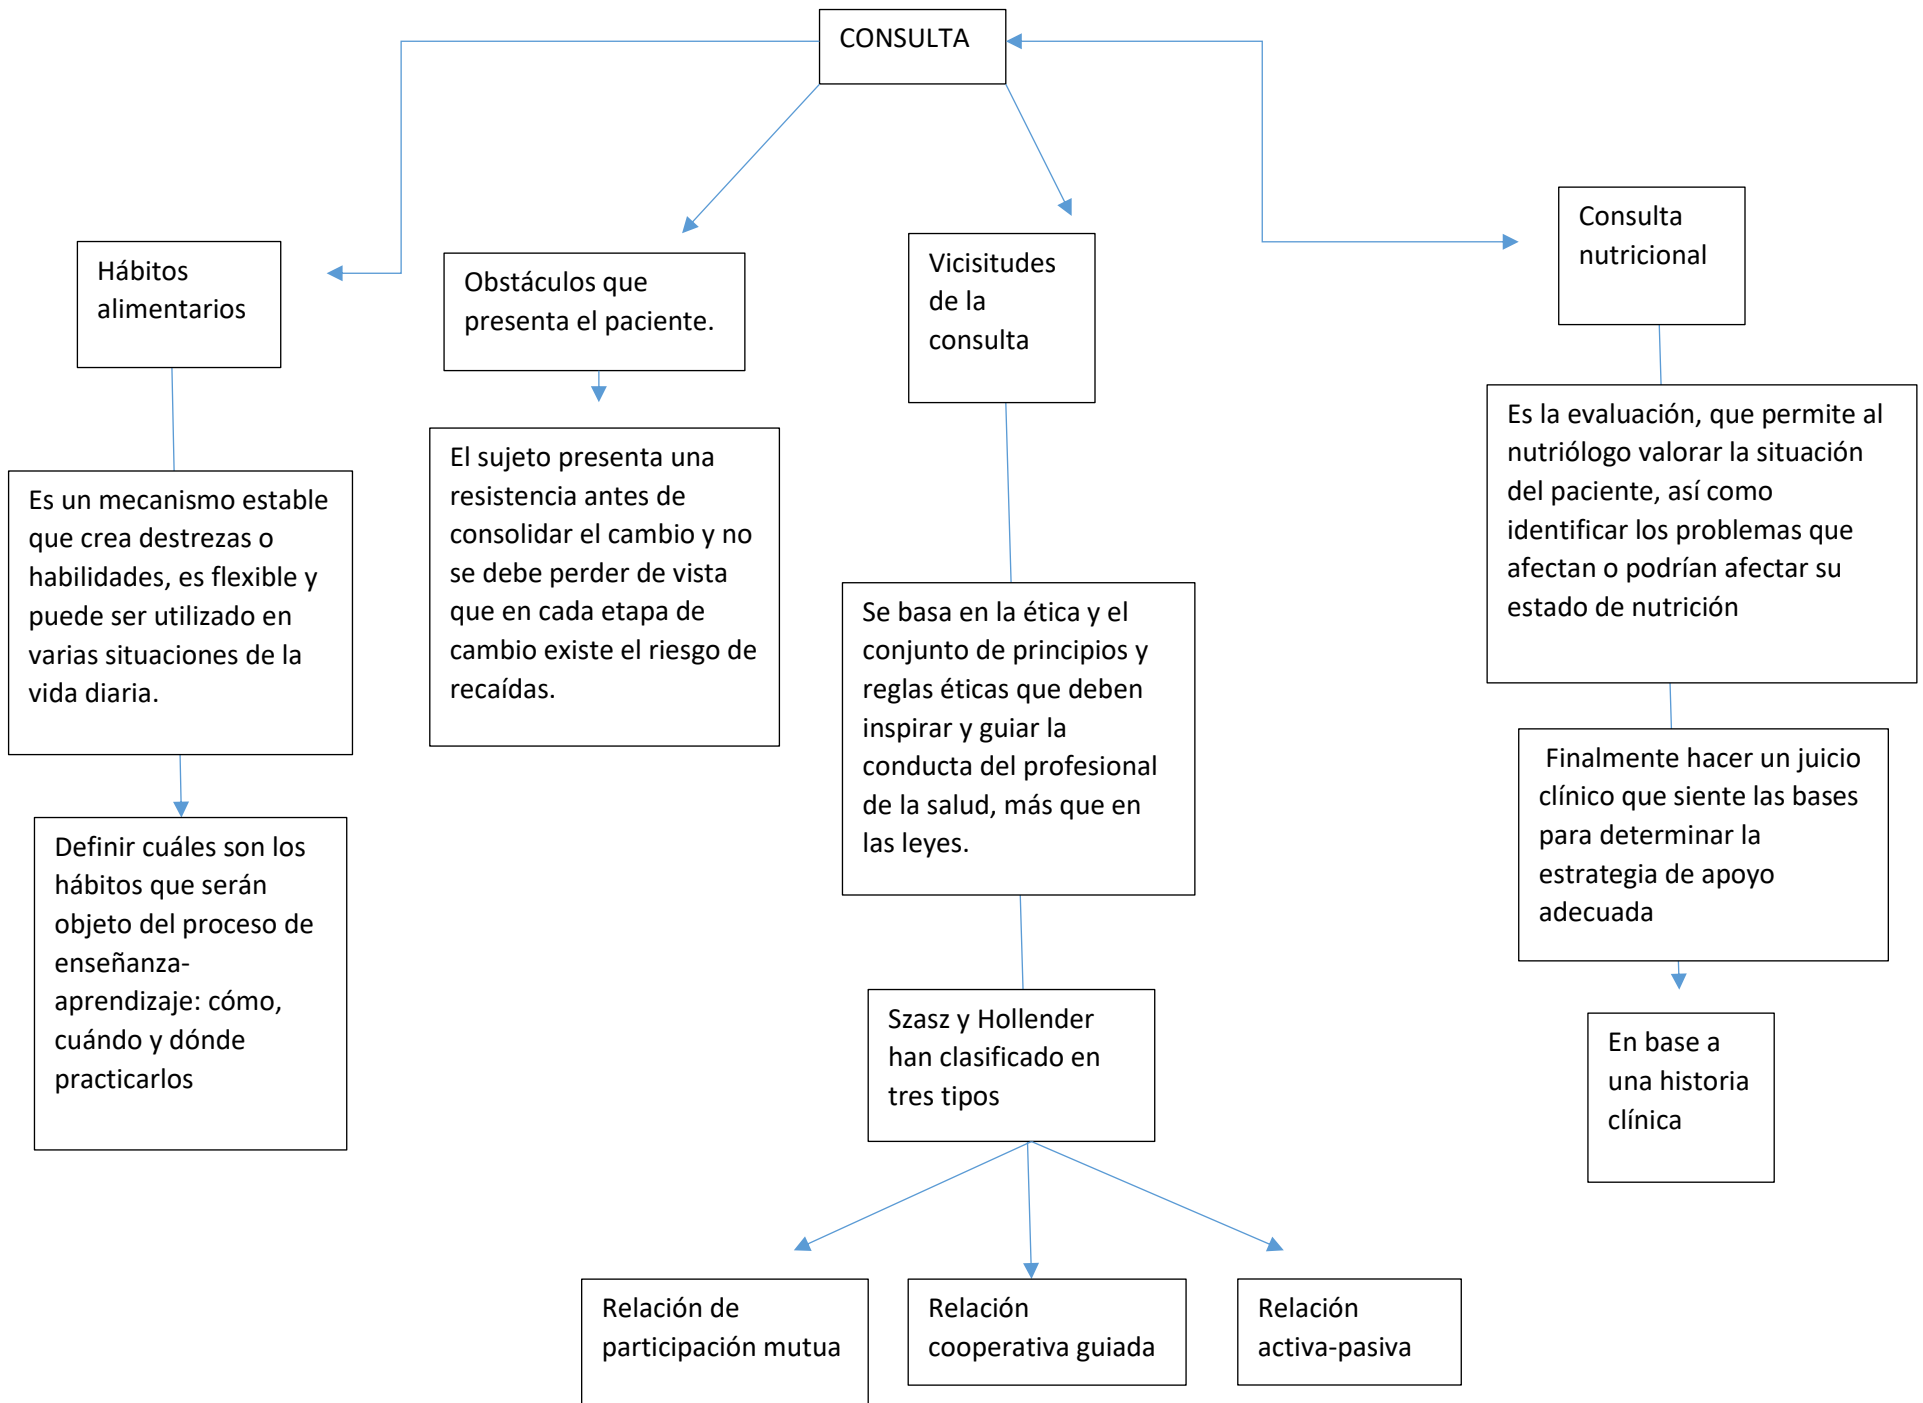 CONSULTA
Hábitos
alimentarios
Obstáculos que
presenta el paciente.
Vicisitudes
de la
consulta
Consulta
nutricional
Es un mecanismo estable
que crea destrezas o
habilidades, es flexible y
puede ser utilizado en
varias situaciones de la
vida diaria.
El sujeto presenta una
resistencia antes de
consolidar el cambio y no
se debe perder de vista
que en cada etapa de
cambio existe el riesgo de
recaídas.
Se basa en la ética y el
conjunto de principios y
reglas éticas que deben
inspirar y guiar la
conducta del profesional
de la salud, más que en
las leyes.
Es la evaluación, que permite al
nutriólogo valorar la situación
del paciente, así como
identificar los problemas que
afectan o podrían afectar su
estado de nutrición
Definir cuáles son los
hábitos que serán
objeto del proceso de
enseñanza-
aprendizaje: cómo,
cuándo y dónde
practicarlos
Szasz y Hollender
han clasificado en
tres tipos
Finalmente hacer un juicio
clínico que siente las bases
para determinar la
estrategia de apoyo
adecuada
En base a
una historia
clínica
Relación de
participación mutua
Relación
cooperativa guiada
Relación
activa-pasiva